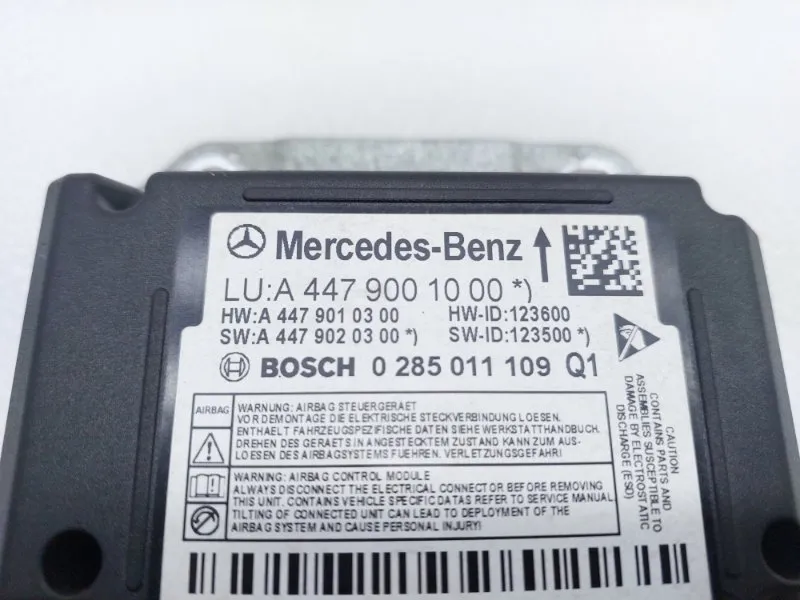 Mercedes-Benz
LU:A 447 900 10 00 *)
HW:A 447 901 03 00 HW-ID:123600
SW:A 447 902 03 00 *) SW-ID:123500 *)
BOSCH 0 285 011 109 Q1
AIRBAG
WARNUNG: AIRBAG STEUERGERAET
VOR DEMONTAGE DIE ELEKTRISCHE STECKVERBINDUNG LOESEN.
ENTHAELT FAHRZEUGSPEZIFISCHE DATEN SIEHE WERKSTATTHANDBUCH.
DREHEN DES GERAETS IN ANGESTECKTEM ZUSTAND KANN ZUM AUS-
LOESEN DES AIRBAGSYSTEMS FUEHREN. VERLETZUNGSGEFAHR!
WARNING: AIRBAG CONTROL MODULE
ALWAYS DISCONNECT THE ELECTRICAL CONNECTOR BEFORE REMOVING
THIS UNIT. CONTAINS VEHICLE SPECIFIC DATAS REFER TO SERVICE MANUAL
TILTING OF CONNECTED UNIT CAN LEAD TO DEPLOYMENT OF THE
AIRBAG SYSTEM AND CAUSE PERSONAL INJURY!
CAUTION
CONTAINS PARTS AND
ASSEMBLIES SUSCEPTIBLE TO
DAMAGE BY ELECTROSTATIC
DISCHARGE (ESD)